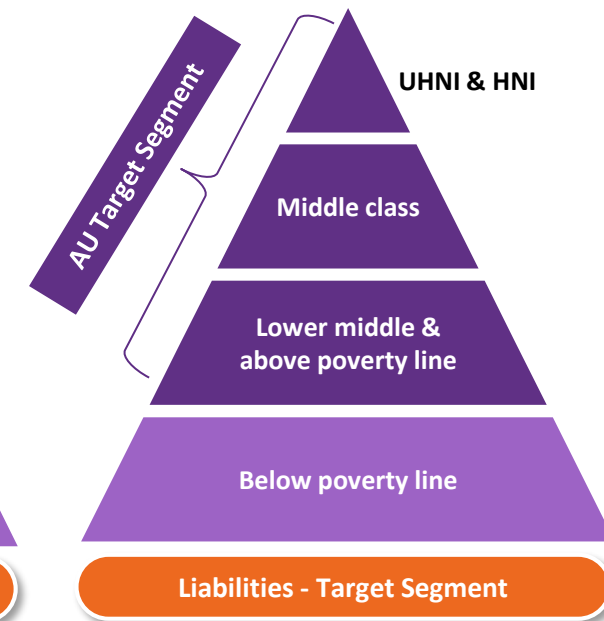 AU Target Segment
UHNI & HNI
Middle class
Lower middle &
above poverty line
Below poverty line
Liabilities - Target Segment